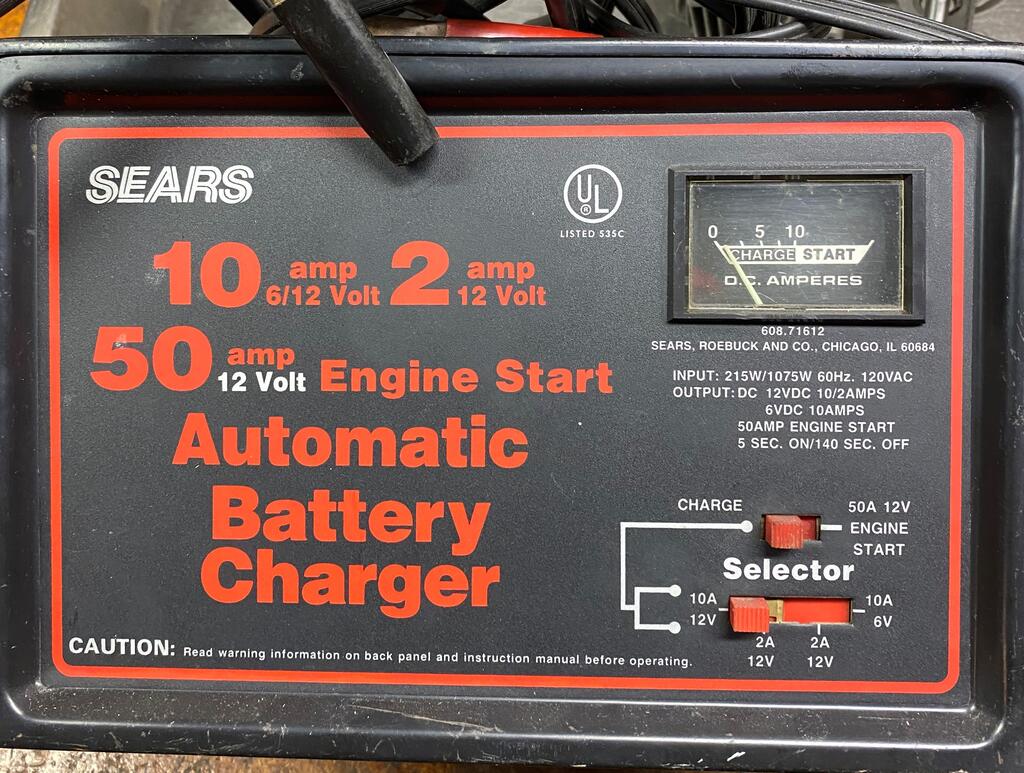 SEARS
UL
®
LISTED 535C
10 amp 6/12 Volt 2 amp 12 Volt
50 amp 12 Volt Engine Start
Automatic
Battery
Charger
0 5 10
CHARGE START
D.C. AMPERES
608.71612
SEARS, ROEBUCK AND CO., CHICAGO, IL 60684
INPUT: 215W/1075W 60Hz. 120VAC
OUTPUT: DC 12VDC 10/2AMPS
6VDC 10AMPS
50AMP ENGINE START
5 SEC. ON/140 SEC. OFF
CHARGE
50A 12V
ENGINE
START
Selector
10A
12V
10A
6V
2A
12V
2A
12V
CAUTION: Read warning information on back panel and instruction manual before operating.